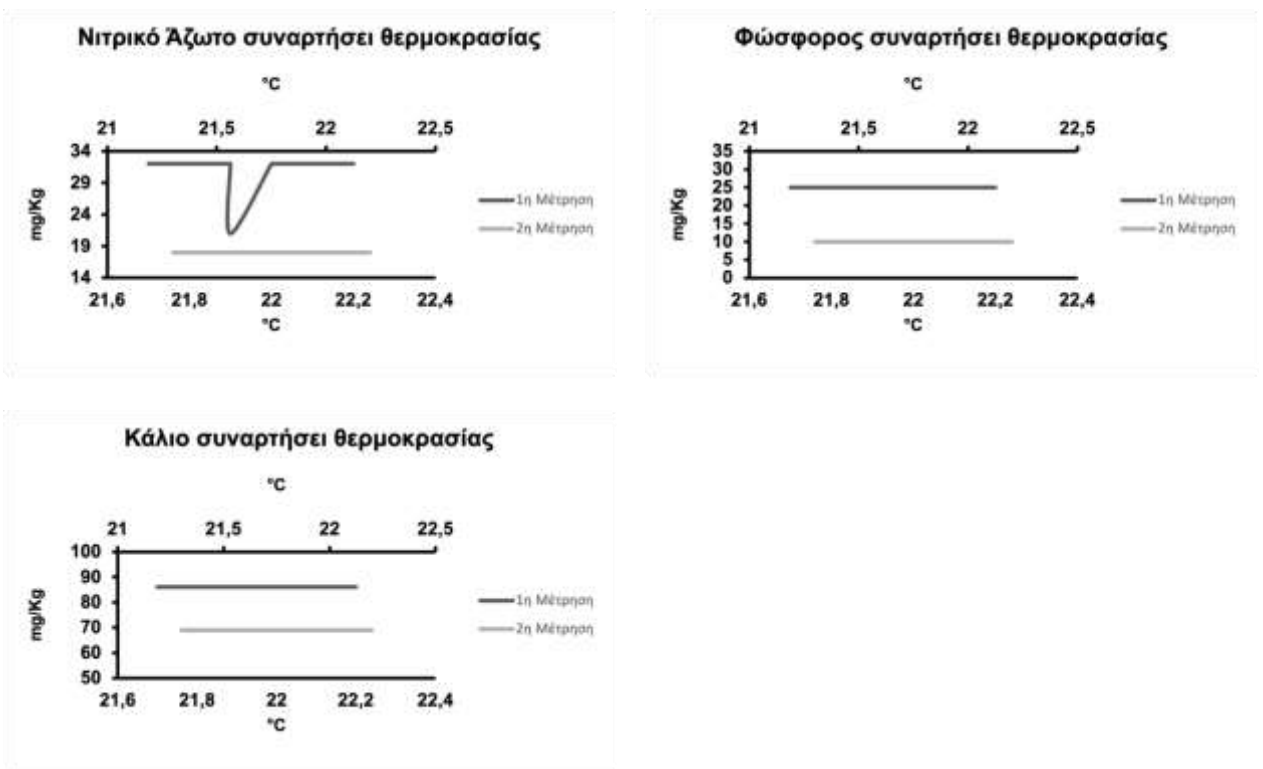 Νιτρικό Άζωτο συναρτήσει θερμοκρασίας
°C
21 21,5 22 22,5
34
29
24
19
14
mg/Kg
1η Μέτρηση
2η Μέτρηση
21,6 21,8 22 22,2 22,4
°C
Φώσφορος συναρτήσει θερμοκρασίας
°C
21 21,5 22 22,5
35
30
25
20
15
10
5
0
mg/Kg
1η Μέτρηση
2η Μέτρηση
21,6 21,8 22 22,2 22,4
°C
Κάλιο συναρτήσει θερμοκρασίας
°C
21 21,5 22 22,5
100
90
80
70
60
50
mg/Kg
1η Μέτρηση
2η Μέτρηση
21,6 21,8 22 22,2 22,4
°C